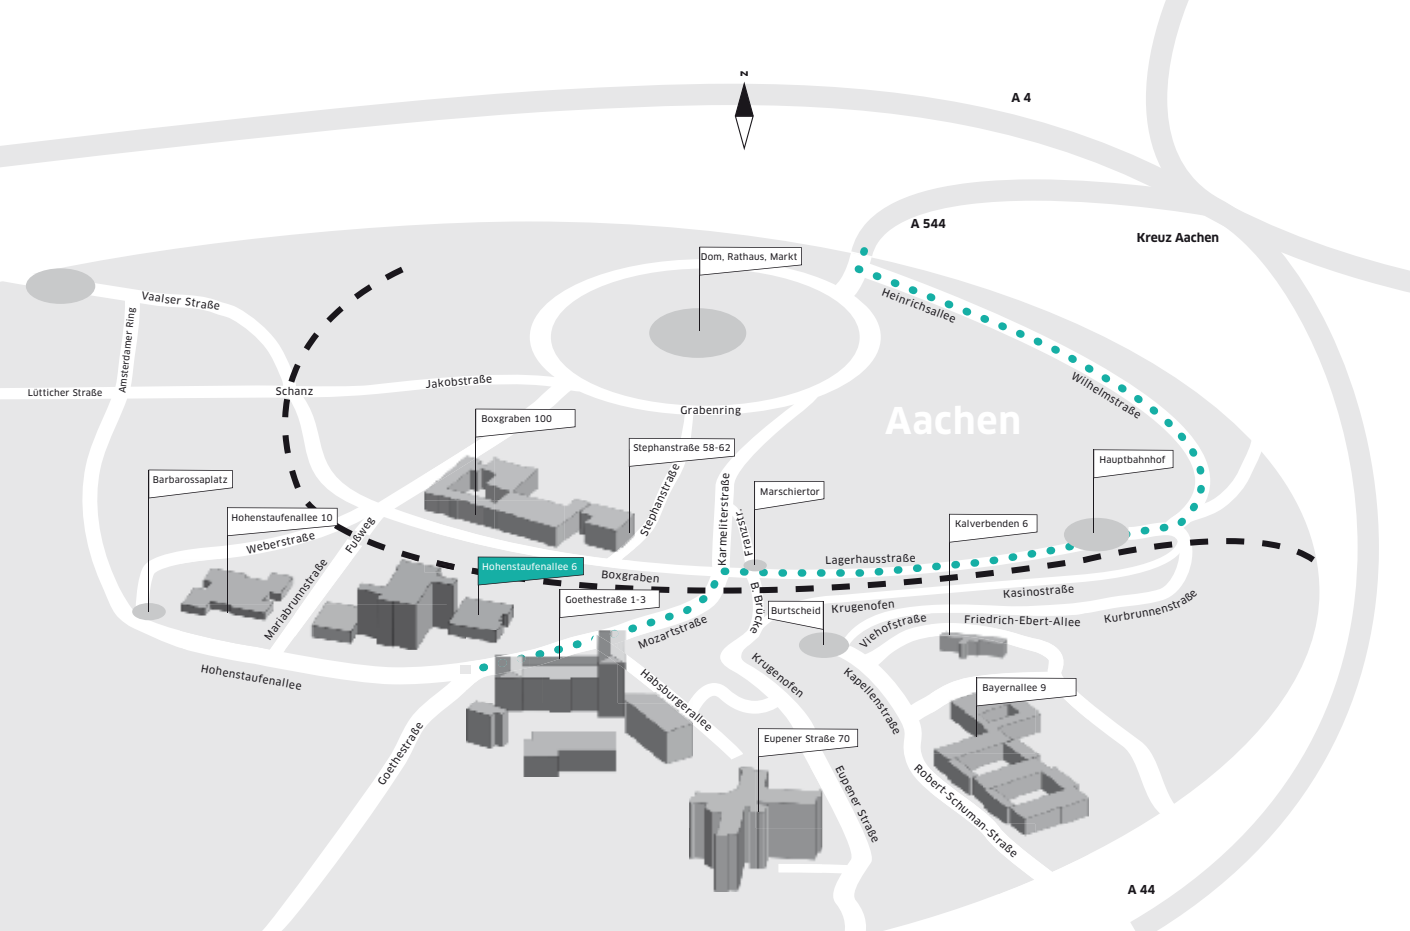 N
A 4
A 544
Kreuz Aachen
Dom, Rathaus, Markt
Vaalser Straße
Heinrichsallee
Amsterdamer Ring
Lütticher Straße
Schanz
Jakobstraße
Wilhelmstraße
Grabenring
Aachen
Boxgraben 100
Stephanstraße 58-62
Hauptbahnhof
Barbarossaplatz
Marschiertor
Stephanstraße
Karmeliterstraße
Franzstr.
Hohenstaufenallee 10
Kalverbenden 6
Weberstraße
Fußweg
Lagerhausstraße
Hohenstaufenallee 6
Boxgraben
Mariabrunnstraße
Goethestraße 1-3
B. Brücke
Burtscheid
Krugenofen
Kasinostraße
Kurbrunnenstraße
Mozartstraße
Viehofstraße
Friedrich-Ebert-Allee
Hohenstaufenallee
Krugenofen
Habsburgerallee
Kapellenstraße
Bayernallee 9
Goethestraße
Eupener Straße 70
Eupener Straße
Robert-Schuman-Straße
A 44